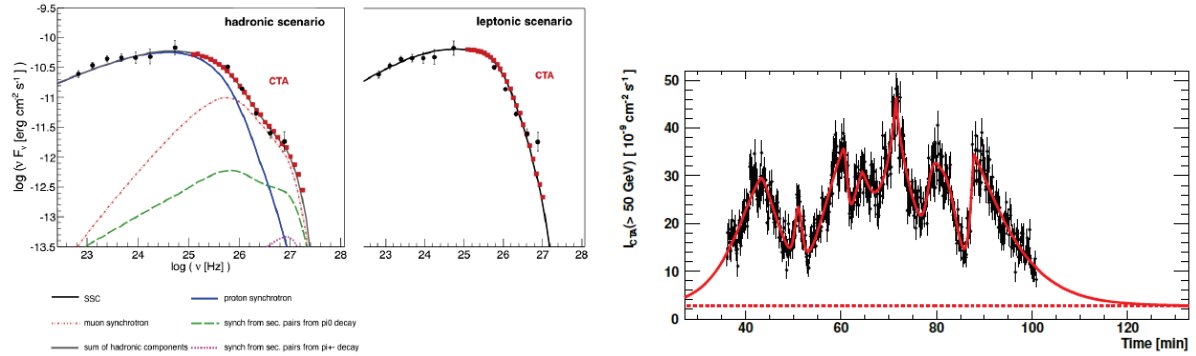 hadronic scenario
leptonic scenario
CTA
CTA
log ( ν Fν) [erg cm⁻² s⁻¹]
-9.5
-10
-10.5
-11
-11.5
-12
-12.5
-13
-13.5
23 24 25 26 27 28
23 24 25 26 27 28
log ( ν [Hz] )
SSC
proton synchrotron
muon synchrotron
synch from sec. pairs from pi0 decay
sum of hadronic components
synch from sec. pairs from pi+- decay
I_CTA(> 50 GeV) [ 10⁻⁹ cm⁻² s⁻¹ ]
50
40
30
20
10
0
40 60 80 100 120
Time [min]